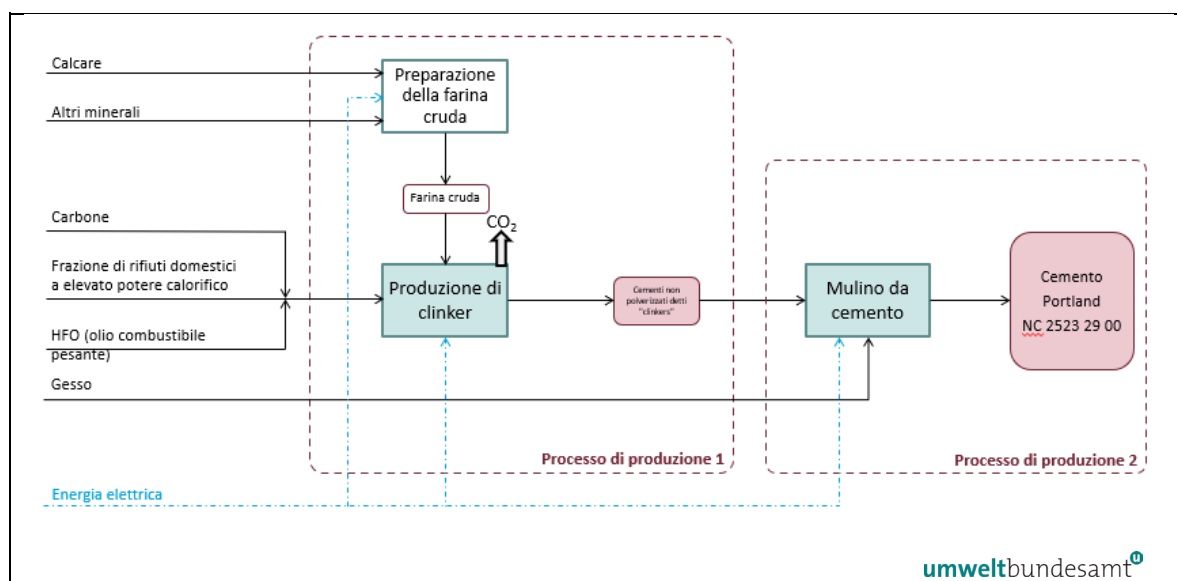 Calcare
Altri minerali
Preparazione
della farina
cruda
Farina cruda
CO2
Carbone
Frazione di rifiuti domestici
a elevato potere calorifico
HFO (olio combustibile
pesante)
Gesso
Produzione di
clinker
Cementi non
polverizzati detti
"clinkers"
Mulino da
cemento
Cemento
Portland
NC 2523 29 00
Processo di produzione 1
Processo di produzione 2
Energia elettrica
umweltbundesamt u